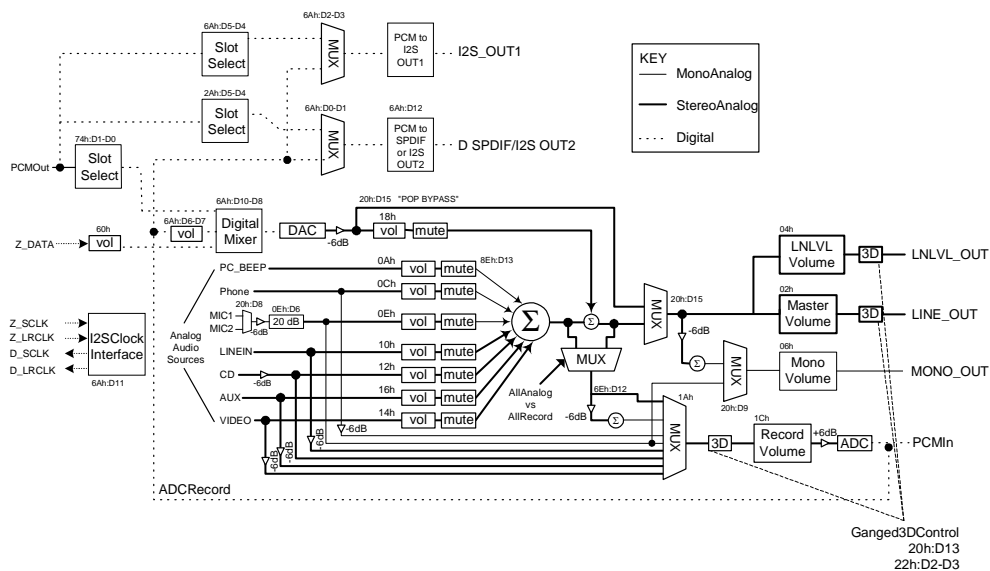 6Ah:D5-D4
Slot
Select
6Ah:D2-D3
MUX
PCM to
I2S
OUT1
I2S_OUT1
KEY
MonoAnalog
StereoAnalog
Digital
2Ah:D5-D4
Slot
Select
6Ah:D0-D1
MUX
6Ah:D12
PCM to
SPDIF
or I2S
OUT2
D SPDIF/I2S OUT2
74h:D1-D0
PCMOut
Slot
Select
6Ah:D10-D8
Digital
Mixer
6Ah:D6-D7
vol
60h
Z_DATA
vol
DAC
-6dB
20h:D15 "POP BYPASS"
18h
vol
mute
PC_BEEP
0Ah
vol
mute
8Eh:D13
Phone
0Ch
vol
mute
20h:D8
MIC1
MIC2
-6dB
0Eh:D6
20 dB
0Eh
vol
mute
Σ
Σ
MUX
20h:D15
04h
LNLVL
Volume
3D
LNLVL_OUT
02h
Master
Volume
3D
LINE_OUT
Z_SCLK
Z_LRCLK
D_SCLK
D_LRCLK
I2SClock
Interface
6Ah:D11
Analog
Audio
Sources
LINEIN
10h
vol
mute
CD
-6dB
12h
vol
mute
AUX
16h
vol
mute
VIDEO
14h
vol
mute
MUX
AllAnalog
vs
AllRecord
6Eh:D12
-6dB
Σ
-6dB
Σ
MUX
20h:D9
06h
Mono
Volume
MONO_OUT
-6dB
-6dB
-6dB
-6dB
-6dB
1Ah
MUX
3D
1Ch
Record
Volume
+6dB
ADC
PCMIn
ADCRecord
Ganged3DControl
20h:D13
22h:D2-D3